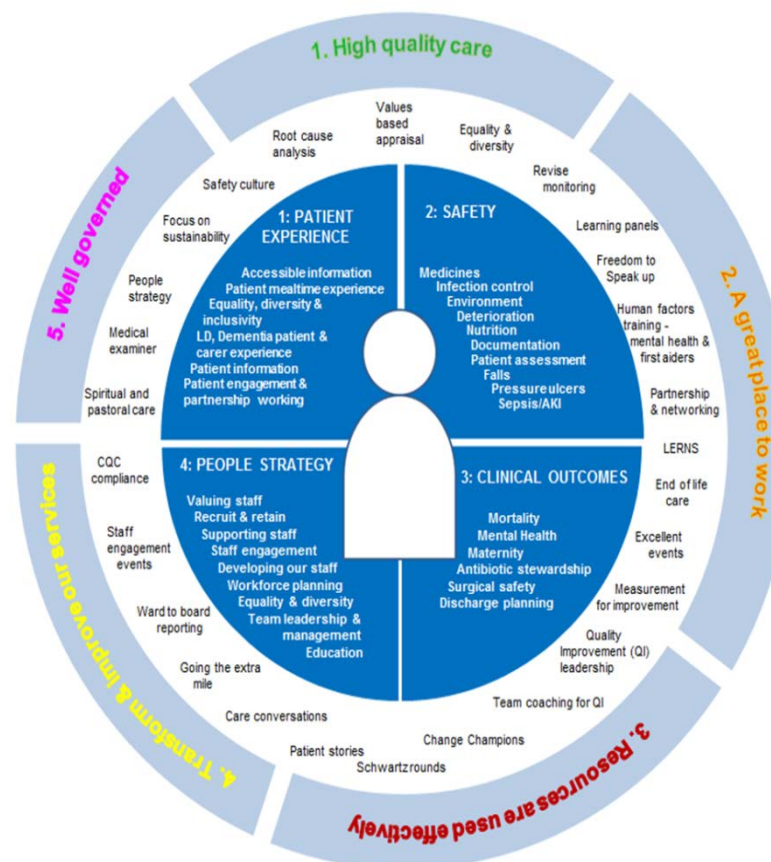 1. High quality care
2. A great place to work
3. Resources are used effectively
4. Transform & improve our services
5. Well governed
Values
based
appraisal
Equality &
diversity
Revise
monitoring
Learning panels
Freedom to
Speak up
Human factors
training -
mental health &
first aiders
Partnership
& networking
LERNS
End of life
care
Excellent
events
Measurement
for improvement
Quality
Improvement (QI)
leadership
Team coaching for QI
Change Champions
Schwartz rounds
Patient stories
Care conversations
Going the extra
mile
Ward to board
reporting
Staff
engagement
events
CQC
compliance
Spiritual and
pastoral care
Medical
examiner
People
strategy
Focus on
sustainability
Safety culture
Root cause
analysis
1: PATIENT
EXPERIENCE
Accessible information
Patient mealtime experience
Equality, diversity &
inclusivity
LD, Dementia patient &
carer experience
Patient information
Patient engagement &
partnership working
2: SAFETY
Medicines
Infection control
Environment
Deterioration
Nutrition
Documentation
Patient assessment
Falls
Pressure ulcers
Sepsis/AKI
3: CLINICAL OUTCOMES
Mortality
Mental Health
Maternity
Antibiotic stewardship
Surgical safety
Discharge planning
4: PEOPLE STRATEGY
Valuing staff
Recruit & retain
Supporting staff
Staff engagement
Developing our staff
Workforce planning
Equality & diversity
Team leadership &
management
Education